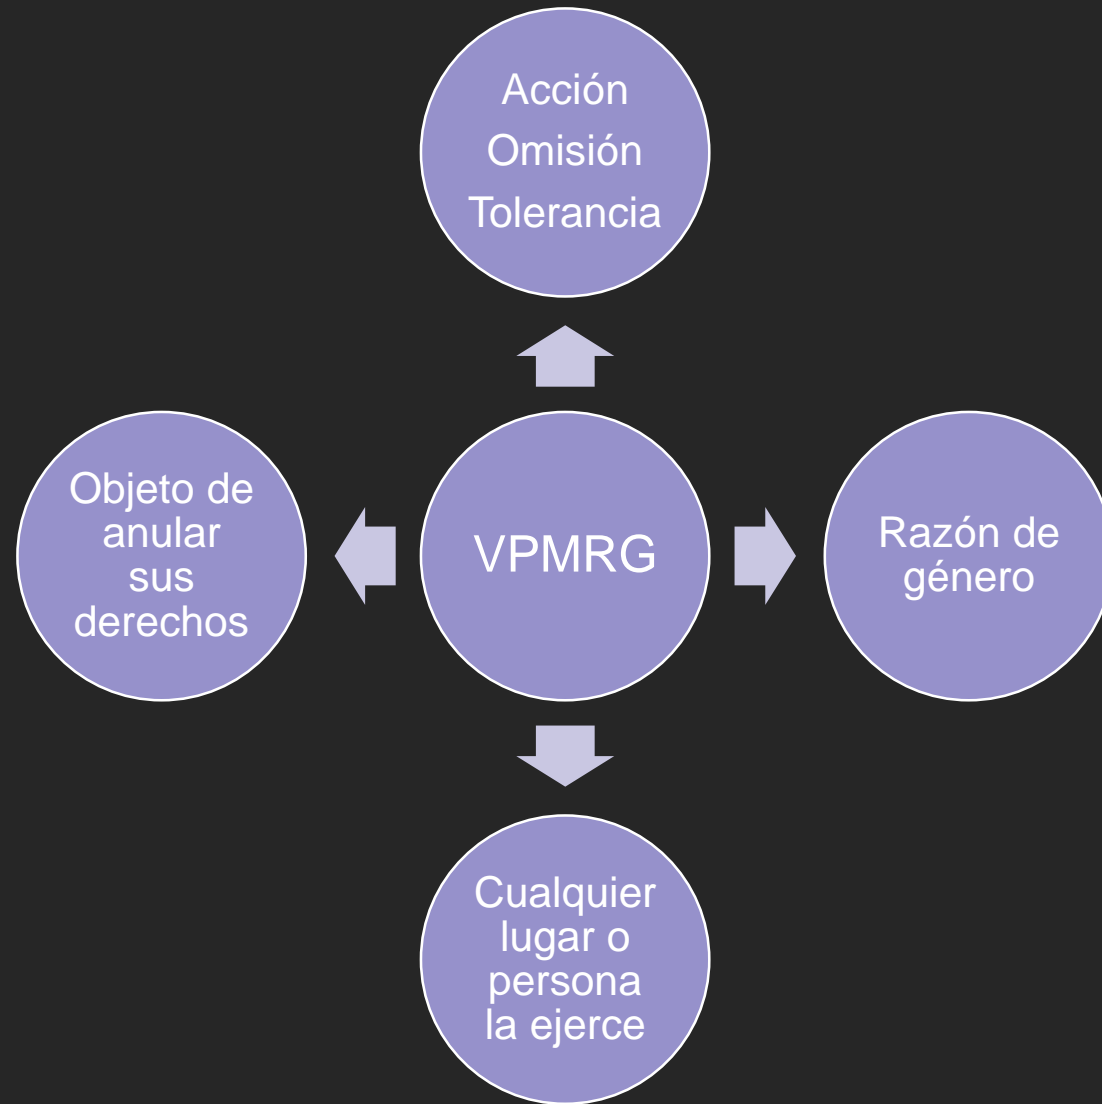 Acción
Omisión
Tolerancia
Objeto de
anular
sus
derechos
VPMRG
Razón de
género
Cualquier
lugar o
persona
la ejerce